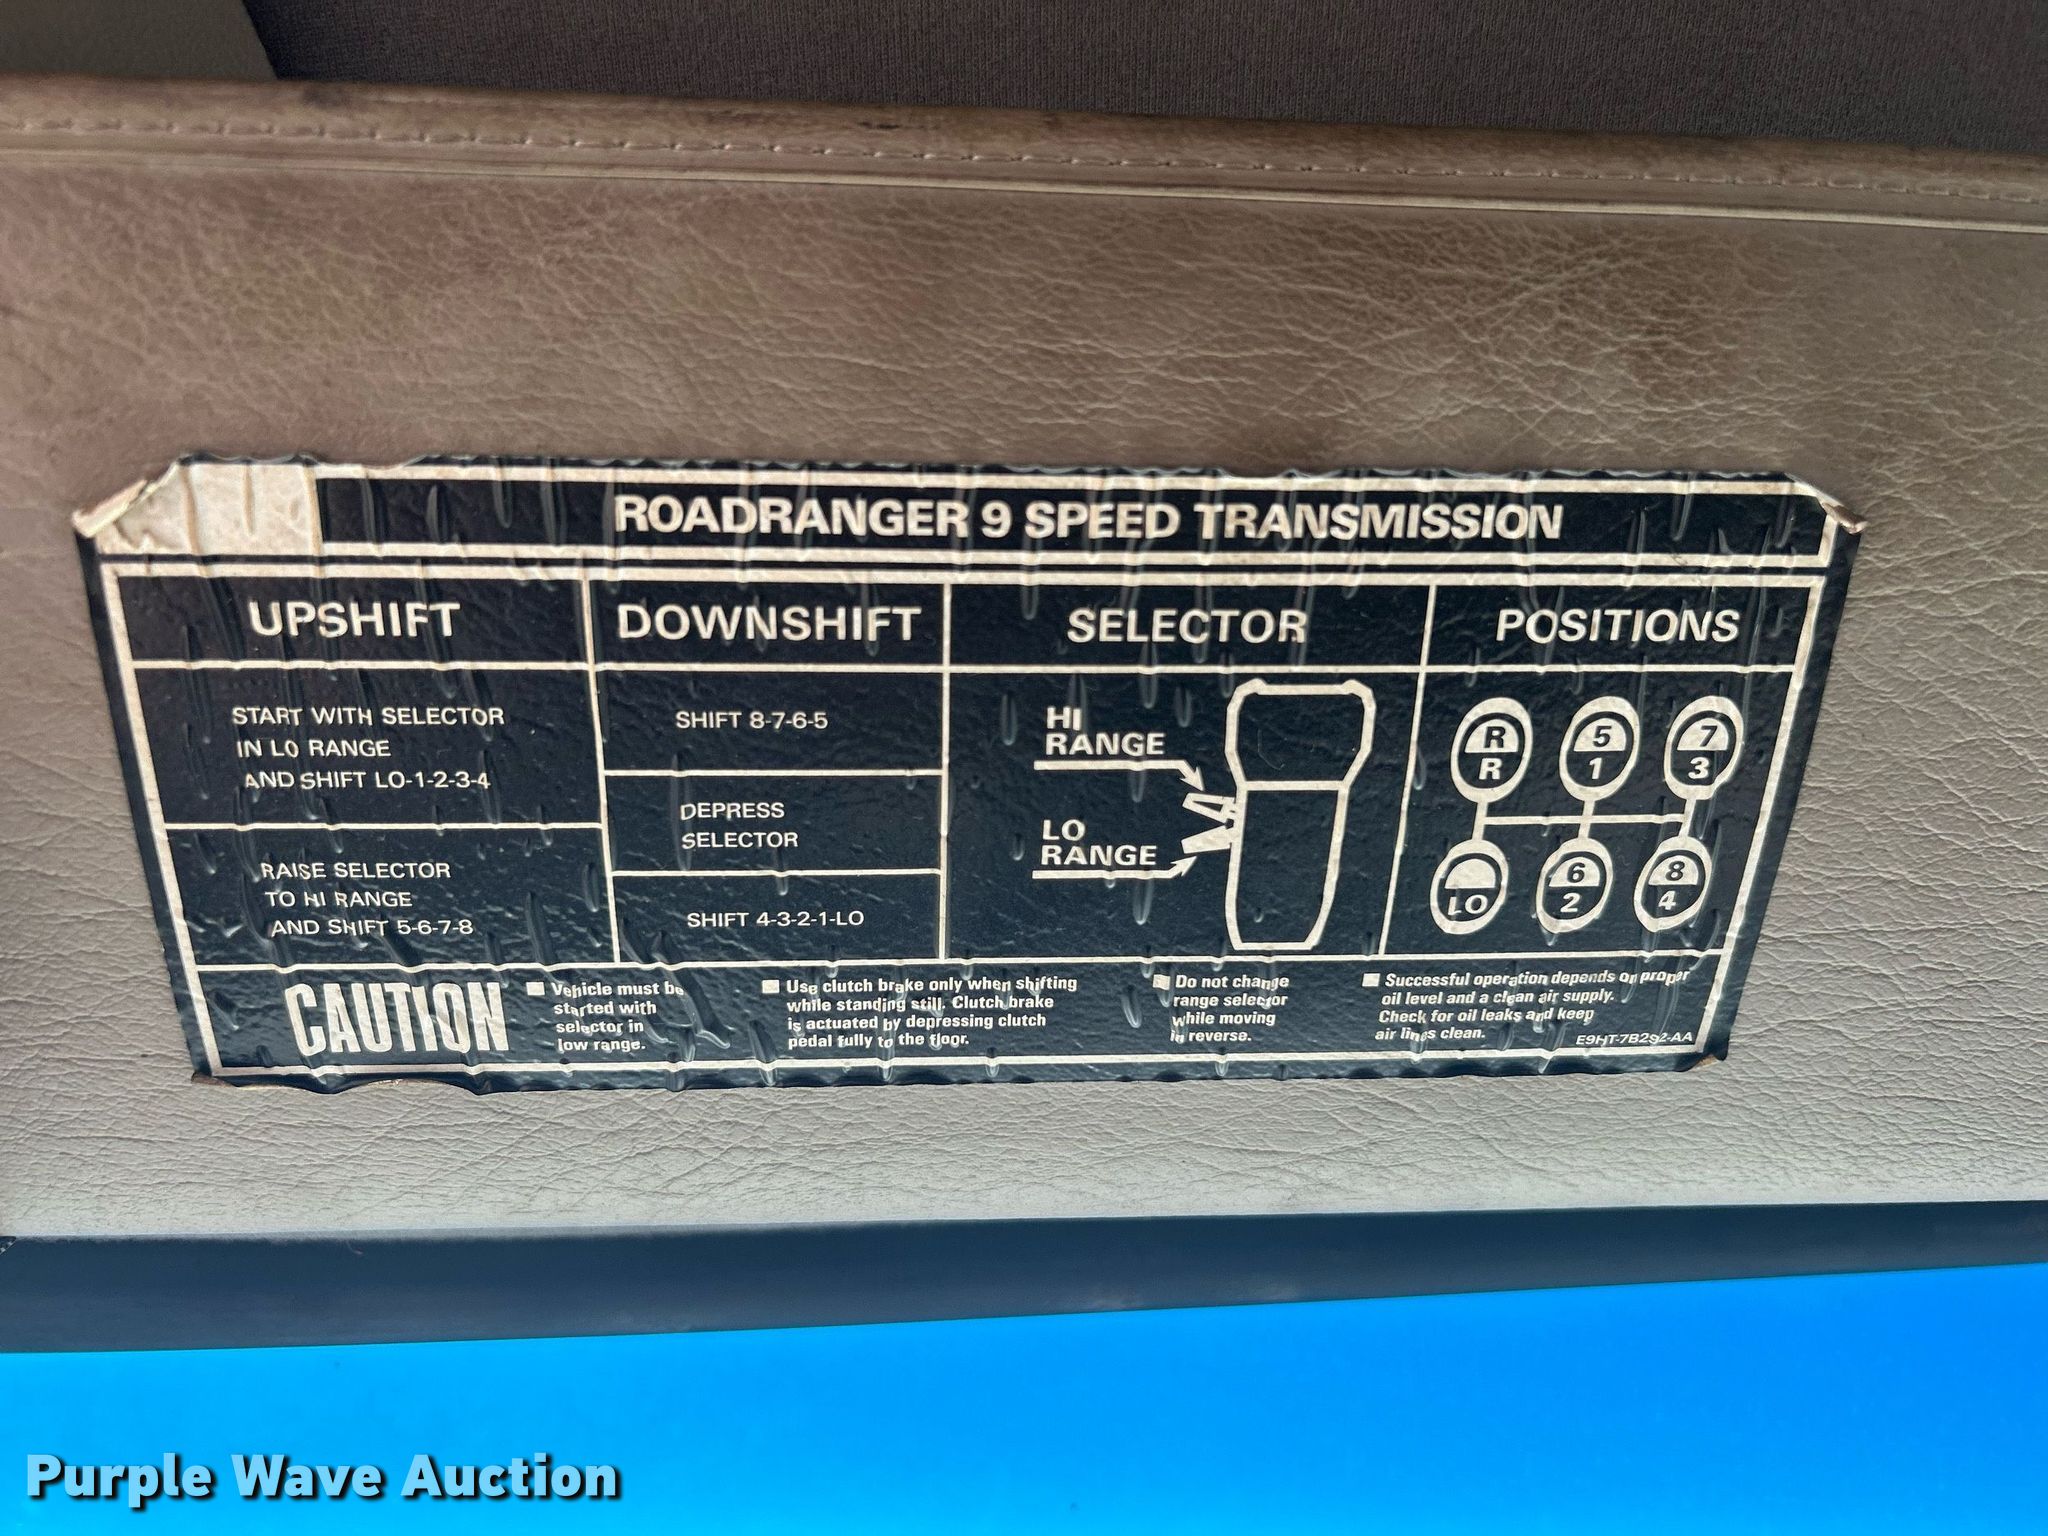 ROADRANGER 9 SPEED TRANSMISSION
UPSHIFT
START WITH SELECTOR
IN LO RANGE
AND SHIFT LO-1-2-3-4
RAISE SELECTOR
TO HI RANGE
AND SHIFT 5-6-7-8
DOWNSHIFT
SHIFT 8-7-6-5
DEPRESS
SELECTOR
SHIFT 4-3-2-1-LO
SELECTOR
HI
RANGE
LO
RANGE
POSITIONS
R 5 7
R 1 3
6 8
LO 2 4
CAUTION
Vehicle must be
started with
selector in
low range.
Use clutch brake only when shifting
while standing still. Clutch brake
is actuated by depressing clutch
pedal fully to the floor.
Do not change
range selector
while moving
in reverse.
Successful operation depends on proper
oil level and a clean air supply.
Check for oil leaks and keep
air lines clean.
E9HT-7B292-AA
Purple Wave Auction